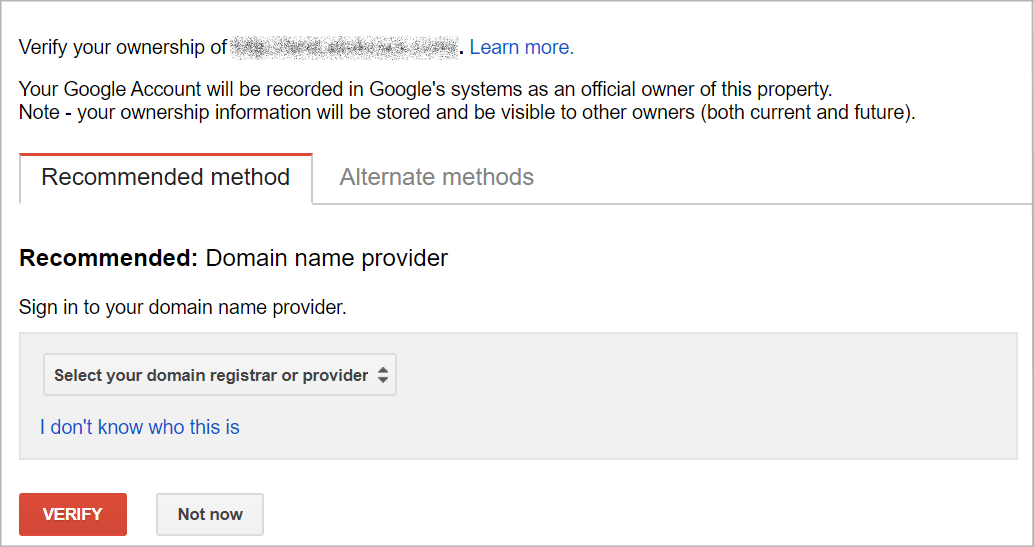 Verify your ownership of . Learn more.
Your Google Account will be recorded in Google's systems as an official owner of this property.
Note - your ownership information will be stored and be visible to other owners (both current and future).
Recommended method
Alternate methods
Recommended: Domain name provider
Sign in to your domain name provider.
Select your domain registrar or provider
I don't know who this is
VERIFY
Not now